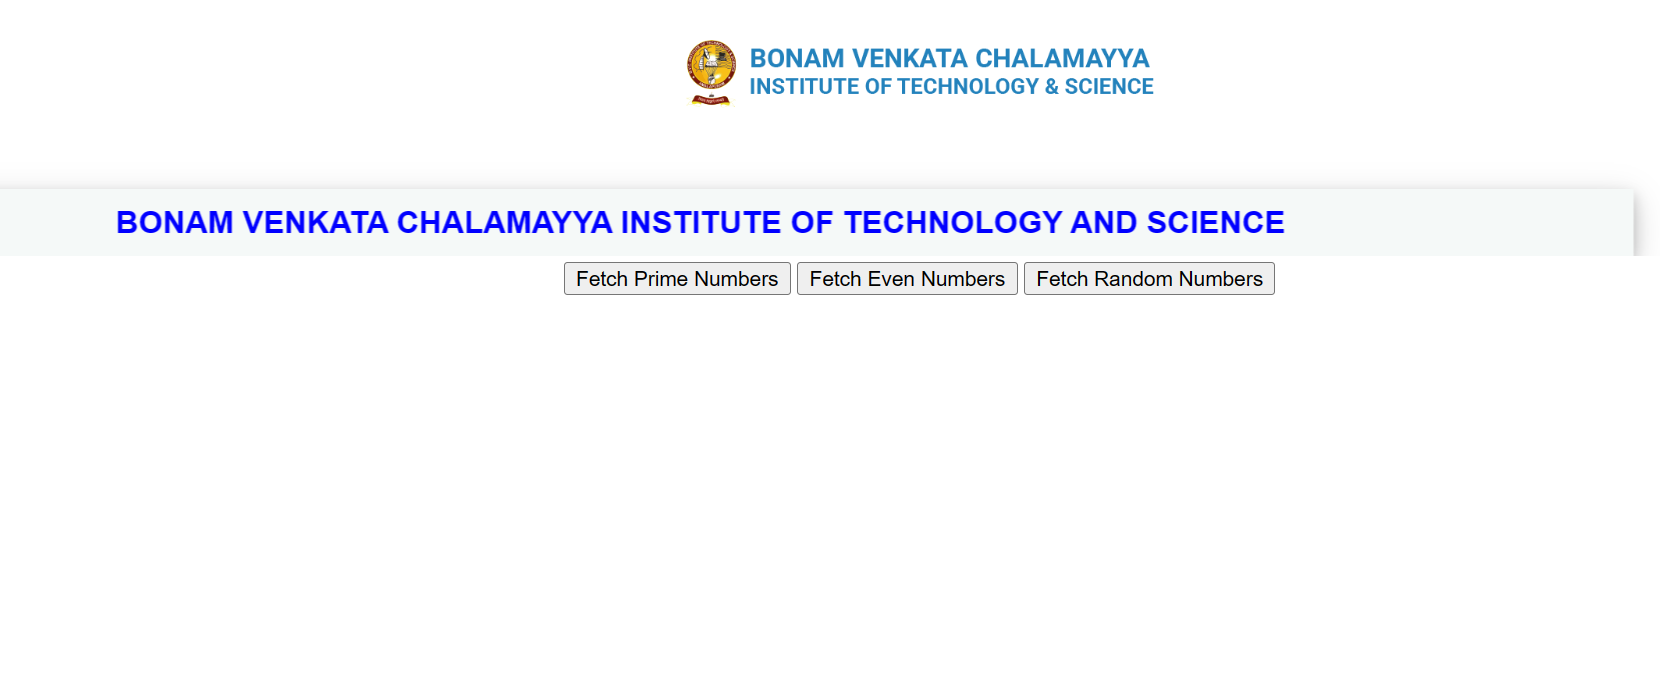 BONAM VENKATA CHALAMAYYA
INSTITUTE OF TECHNOLOGY & SCIENCE
BONAM VENKATA CHALAMAYYA INSTITUTE OF TECHNOLOGY AND SCIENCE
Fetch Prime Numbers Fetch Even Numbers Fetch Random Numbers